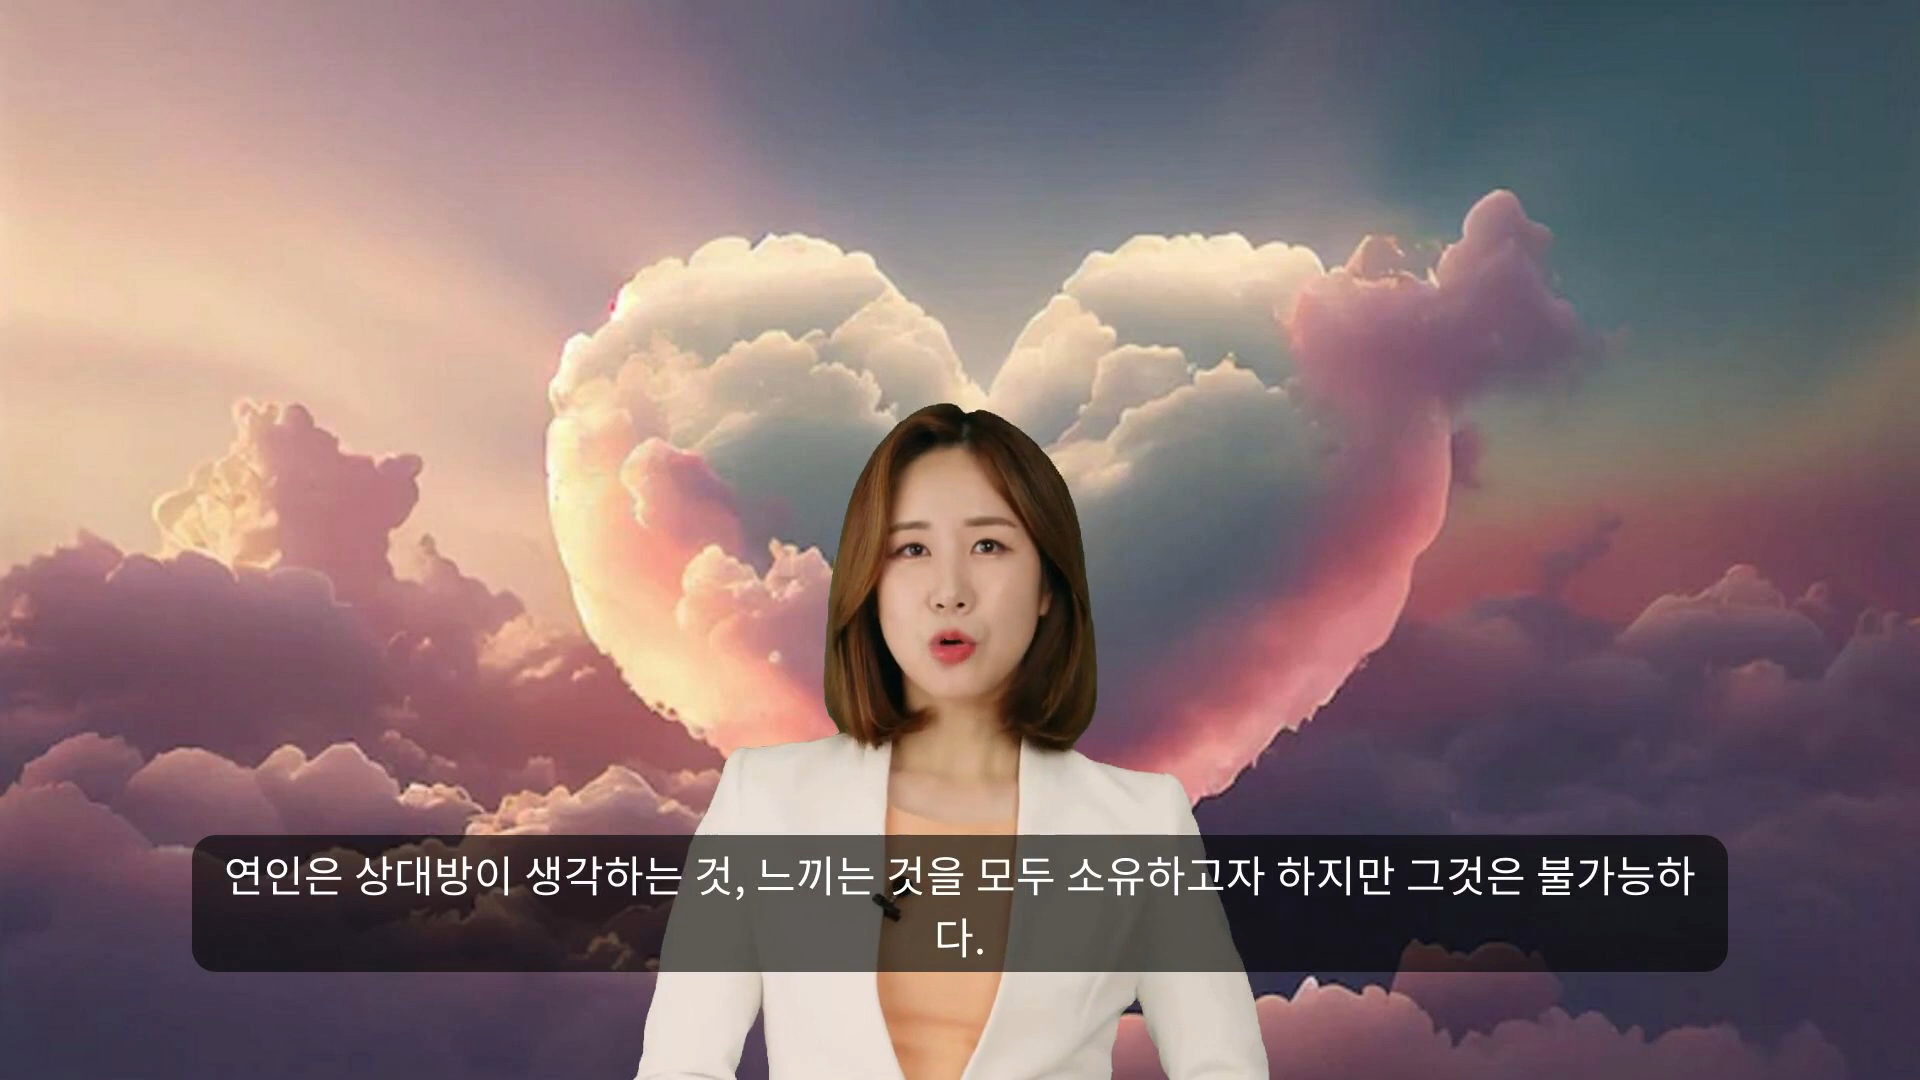 연인은 상대방이 생각하는 것, 느끼는 것을 모두 소유하고자 하지만 그것은 불가능하
다.